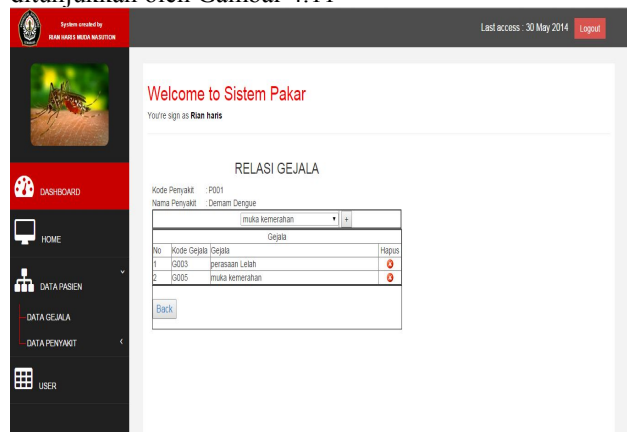 ditunjukkan oleh Gambar 4.11
System created by
RIAN HARIS MUDA NASUTION
Last access : 30 May 2014 Logout
Welcome to Sistem Pakar
You're sign as Rian haris
DASHBOARD
HOME
DATA PASIEN
DATA GEJALA
DATA PENYAKIT
USER
RELASI GEJALA
Kode Penyakit : P001
Nama Penyakit : Demam Dengue
muka kemerahan +
Gejala
No Kode Gejala Gejala Hapus
1 G003 perasaan Lelah
2 G005 muka kemerahan
Back